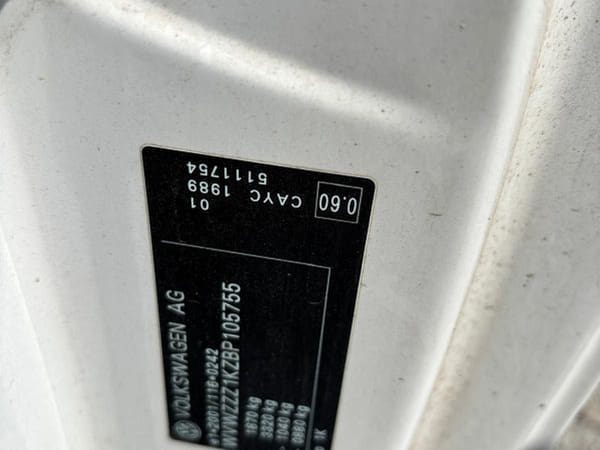 VOLKSWAGEN AG
e1*2001/116*0242
WVWZZZ1KZBP105755
1870 kg
3320 kg
1040 kg
0880 kg
1K
0.60
CAYC 1989
01
5111754